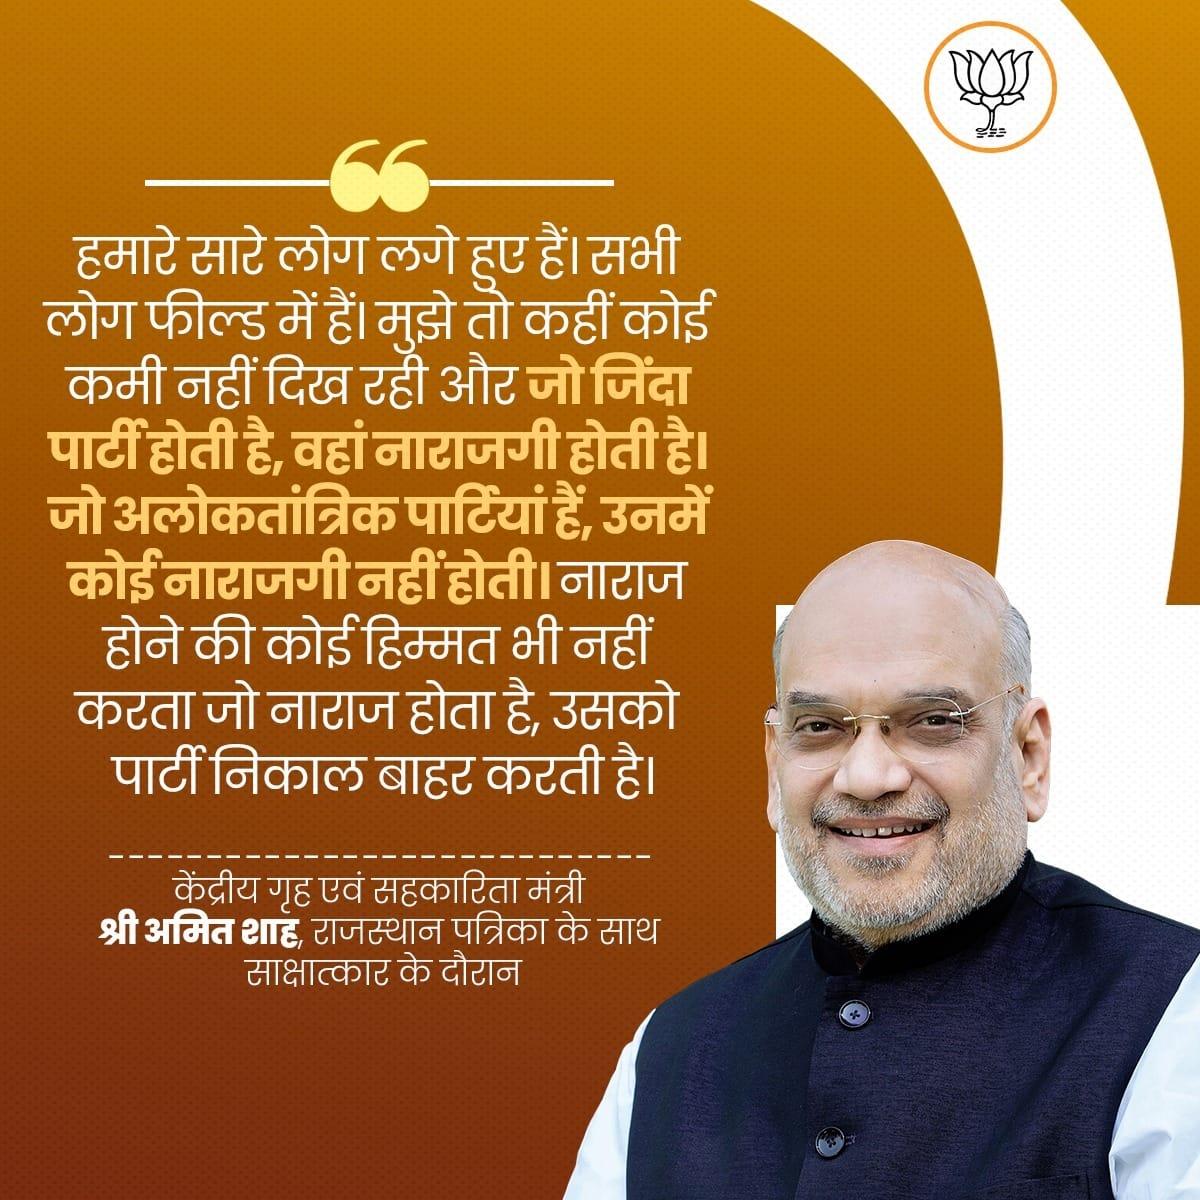 हमारे सारे लोग लगे हुए हैं। सभी
लोग फील्ड में हैं। मुझे तो कहीं कोई
कमी नहीं दिख रही और जो जिंदा
पार्टी होती है, वहां नाराजगी होती है।
जो अलोकतांत्रिक पार्टियां हैं, उनमें
कोई नाराजगी नहीं होती। नाराज
होने की कोई हिम्मत भी नहीं
करता जो नाराज होता है, उसको
पार्टी निकाल बाहर करती है।
केंद्रीय गृह एवं सहकारिता मंत्री
श्री अमित शाह, राजस्थान पत्रिका के साथ
साक्षात्कार के दौरान